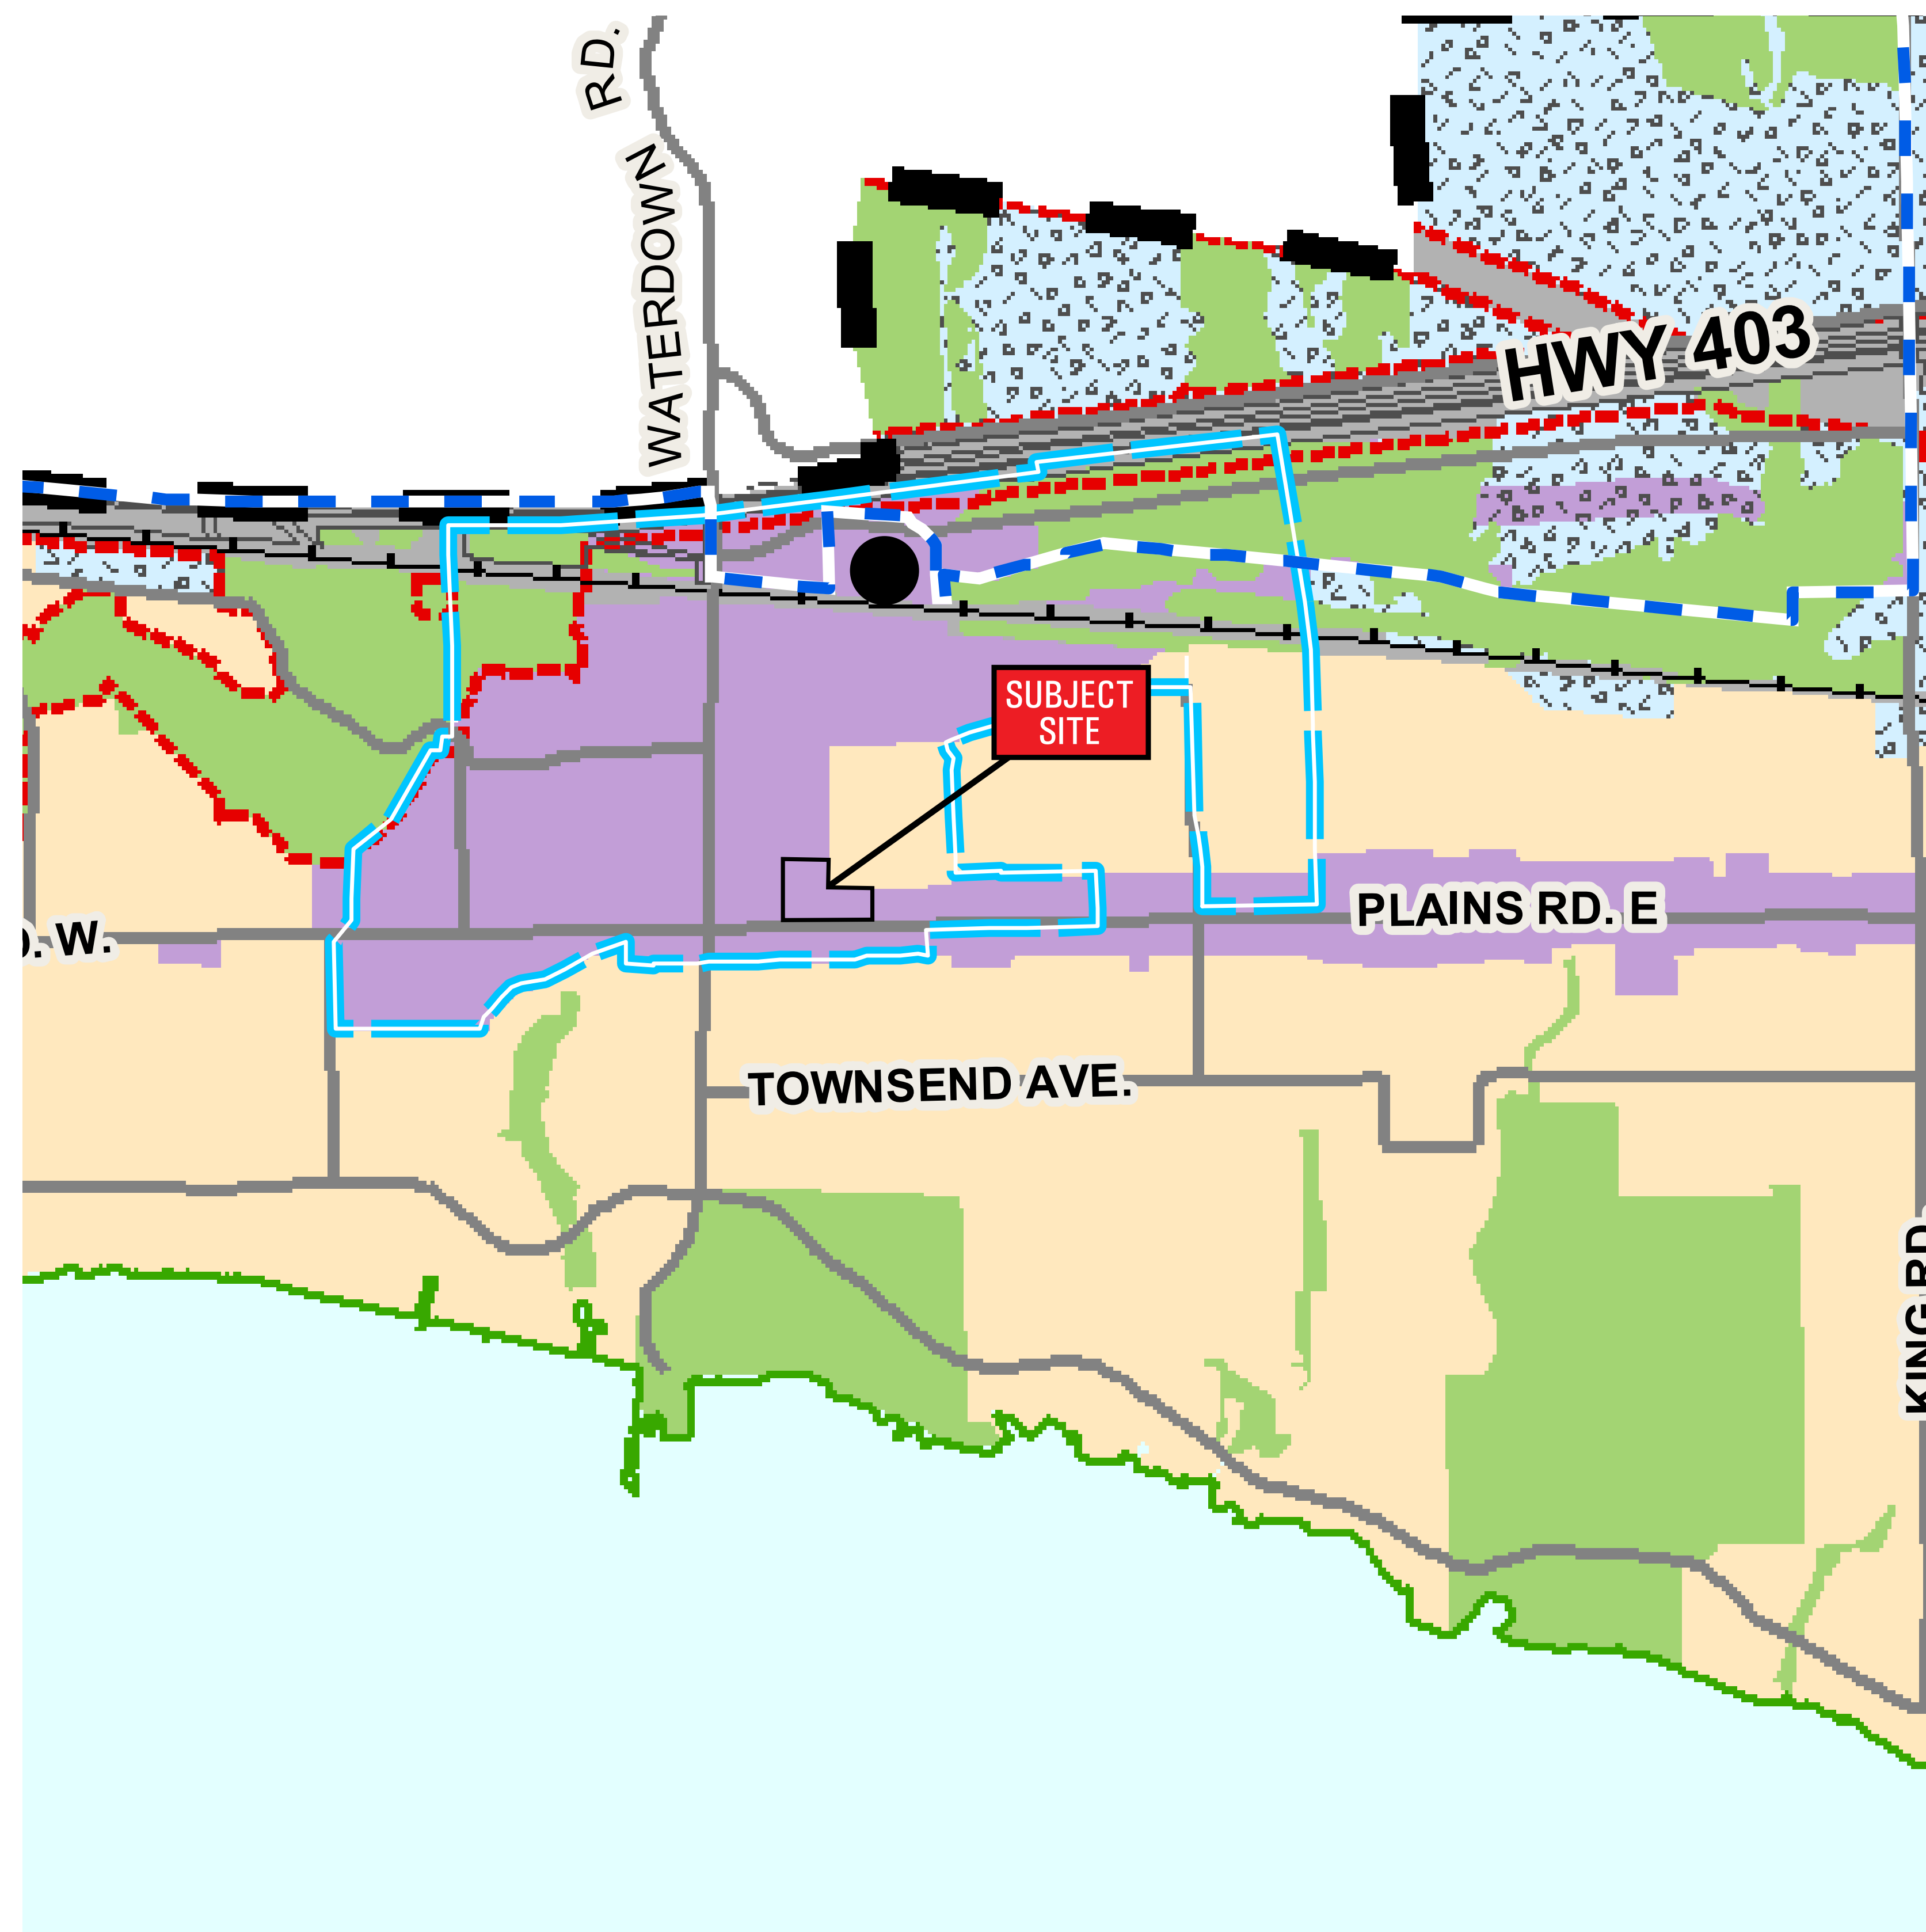 WATERDOWN RD.
HWY 403
SUBJECT
SITE
PLAINS RD. E
D. W.
TOWNSEND AVE.
KING RD